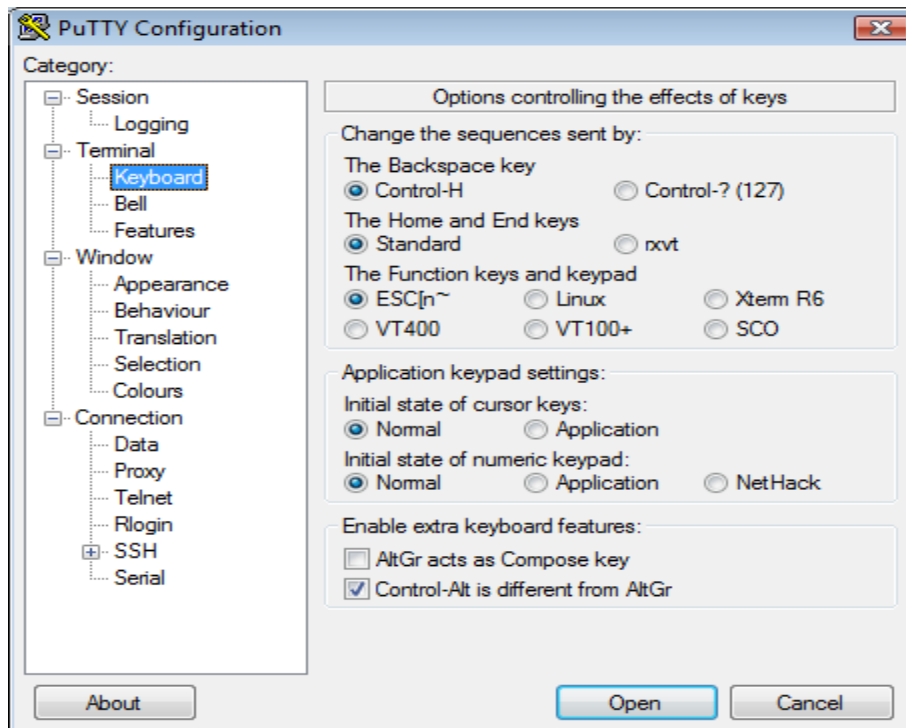 PuTTY Configuration
Category:
Session
Logging
Terminal
Keyboard
Bell
Features
Window
Appearance
Behaviour
Translation
Selection
Colours
Connection
Data
Proxy
Telnet
Rlogin
SSH
Serial
Options controlling the effects of keys
Change the sequences sent by:
The Backspace key
Control-H Control-? (127)
The Home and End keys
Standard rxvt
The Function keys and keypad
ESC[n~ Linux Xterm R6
VT400 VT100+ SCO
Application keypad settings:
Initial state of cursor keys:
Normal Application
Initial state of numeric keypad:
Normal Application NetHack
Enable extra keyboard features:
AltGr acts as Compose key
Control-Alt is different from AltGr
About Open Cancel